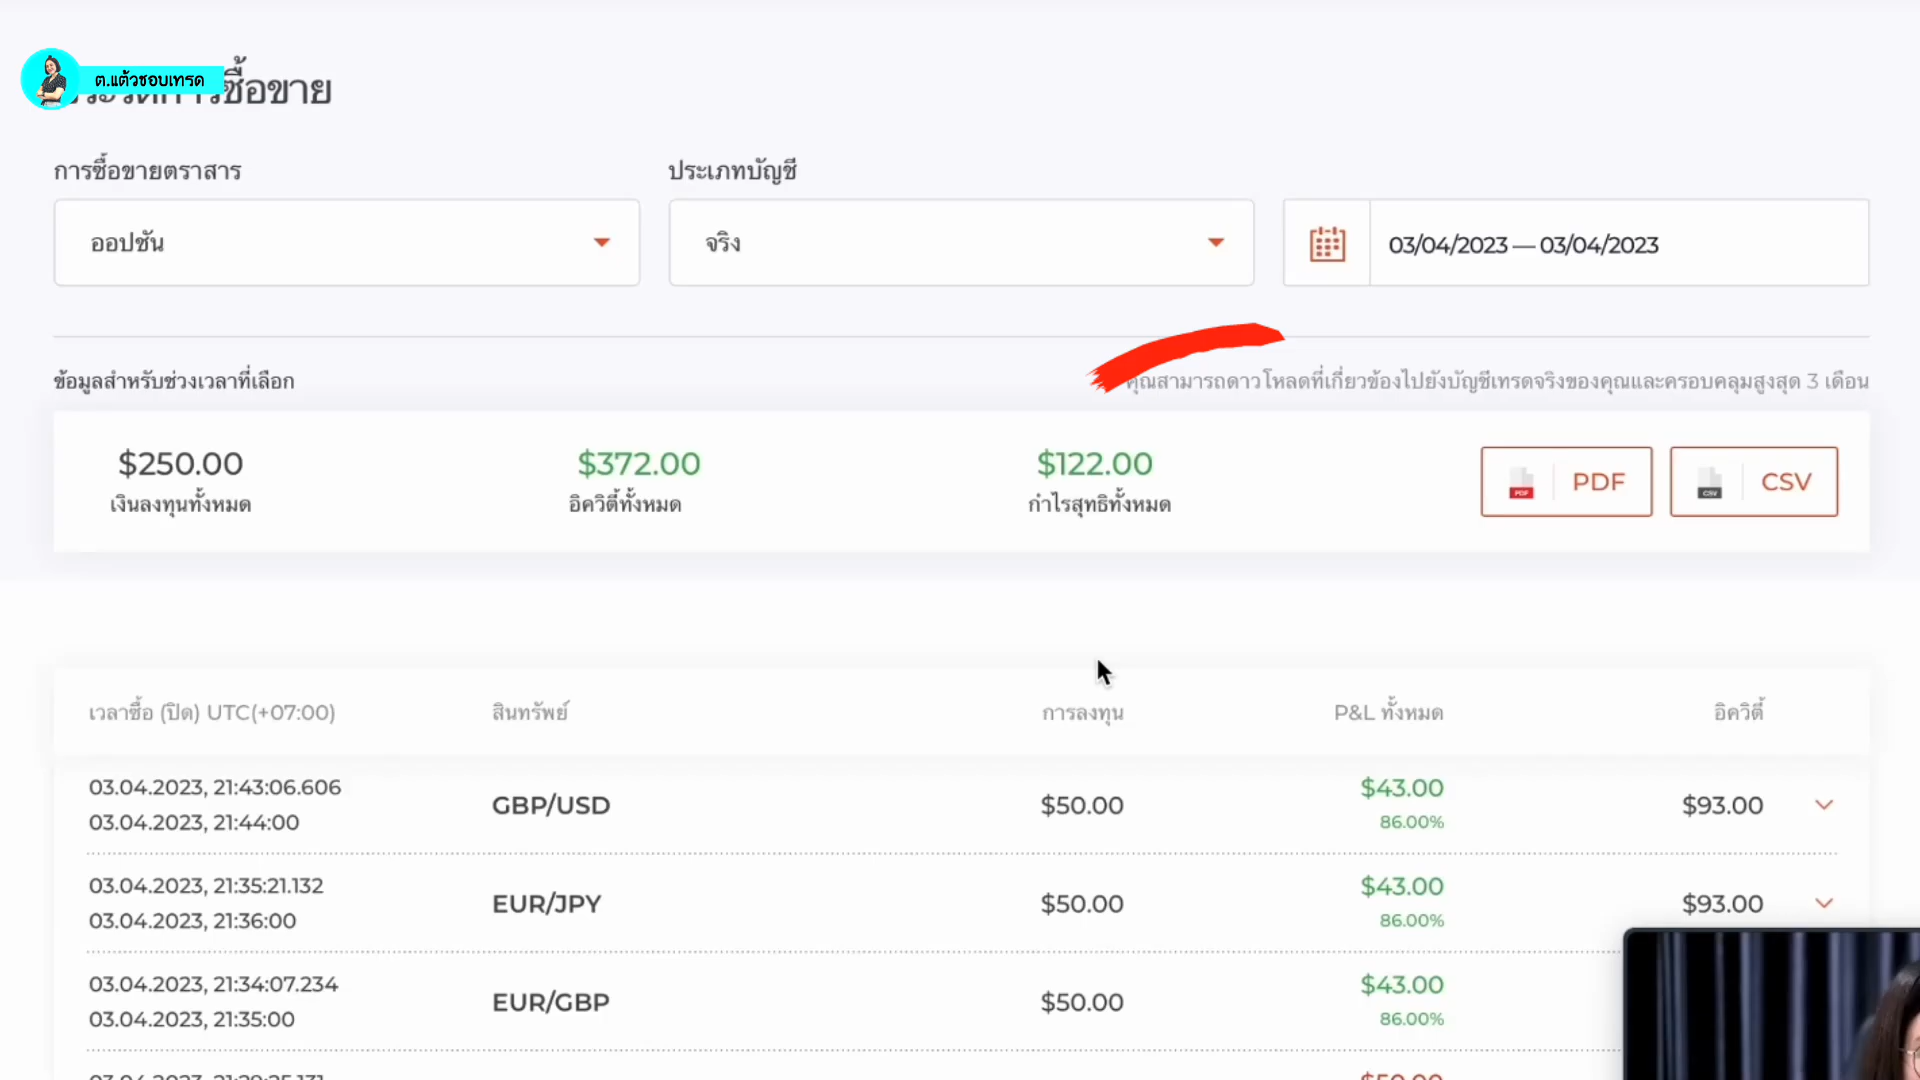 ต.แต้วชอบเทรด
ซื้อขาย
การซื้อขายตราสาร
ประเภทบัญชี
ออปชัน
จริง
03/04/2023 — 03/04/2023
ข้อมูลสำหรับช่วงเวลาที่เลือก
คุณสามารถดาวโหลดที่เกี่ยวข้องไปยังบัญชีเทรดจริงของคุณและครอบคลุมสูงสุด 3 เดือน
$250.00
เงินลงทุนทั้งหมด
$372.00
อิควิตี้ทั้งหมด
$122.00
กำไรสุทธิทั้งหมด
PDF
PDF
CSV
CSV
เวลาซื้อ (ปิด) UTC(+07:00)
สินทรัพย์
การลงทุน
P&L ทั้งหมด
อิควิตี้
03.04.2023, 21:43:06.606
03.04.2023, 21:44:00
GBP/USD
$50.00
$43.00
86.00%
$93.00
03.04.2023, 21:35:21.132
03.04.2023, 21:36:00
EUR/JPY
$50.00
$43.00
86.00%
$93.00
03.04.2023, 21:34:07.234
03.04.2023, 21:35:00
EUR/GBP
$50.00
$43.00
86.00%